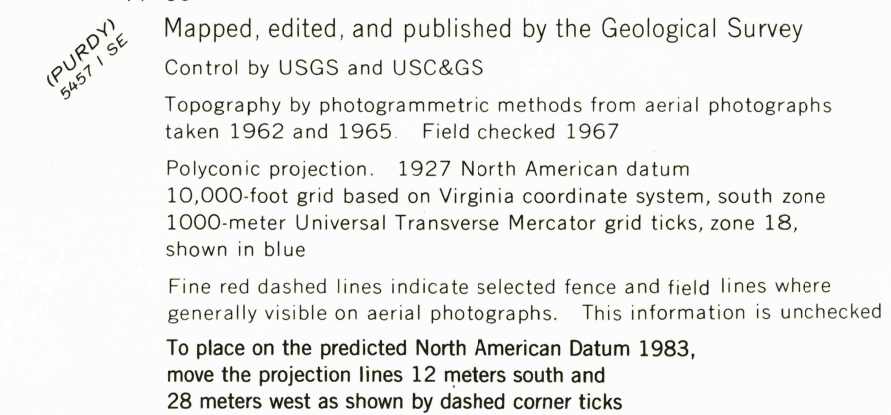 (PURDY)
5457 I SE
Mapped, edited, and published by the Geological Survey
Control by USGS and USC&GS
Topography by photogrammetric methods from aerial photographs
taken 1962 and 1965. Field checked 1967
Polyconic projection. 1927 North American datum
10,000-foot grid based on Virginia coordinate system, south zone
1000-meter Universal Transverse Mercator grid ticks, zone 18,
shown in blue
Fine red dashed lines indicate selected fence and field lines where
generally visible on aerial photographs. This information is unchecked
To place on the predicted North American Datum 1983,
move the projection lines 12 meters south and
28 meters west as shown by dashed corner ticks